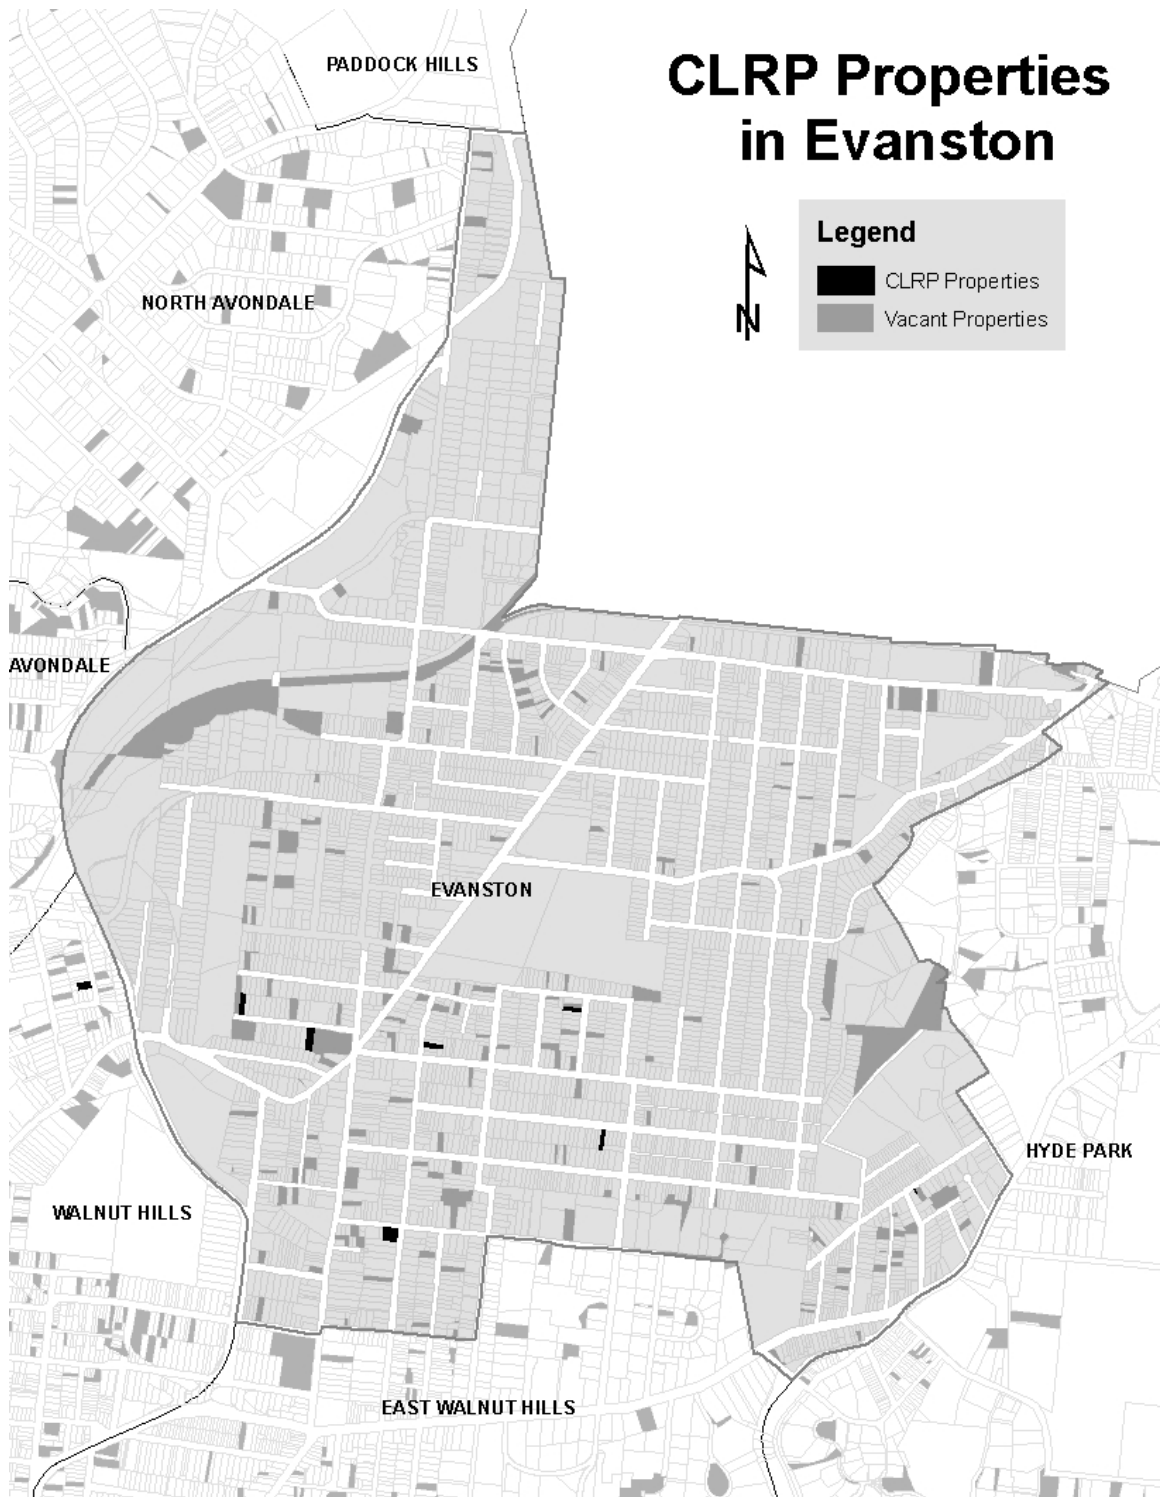 PADDOCK HILLS
CLRP Properties
in Evanston
Legend
CLRP Properties
Vacant Properties
N
NORTH AVONDALE
AVONDALE
EVANSTON
HYDE PARK
WALNUT HILLS
EAST WALNUT HILLS